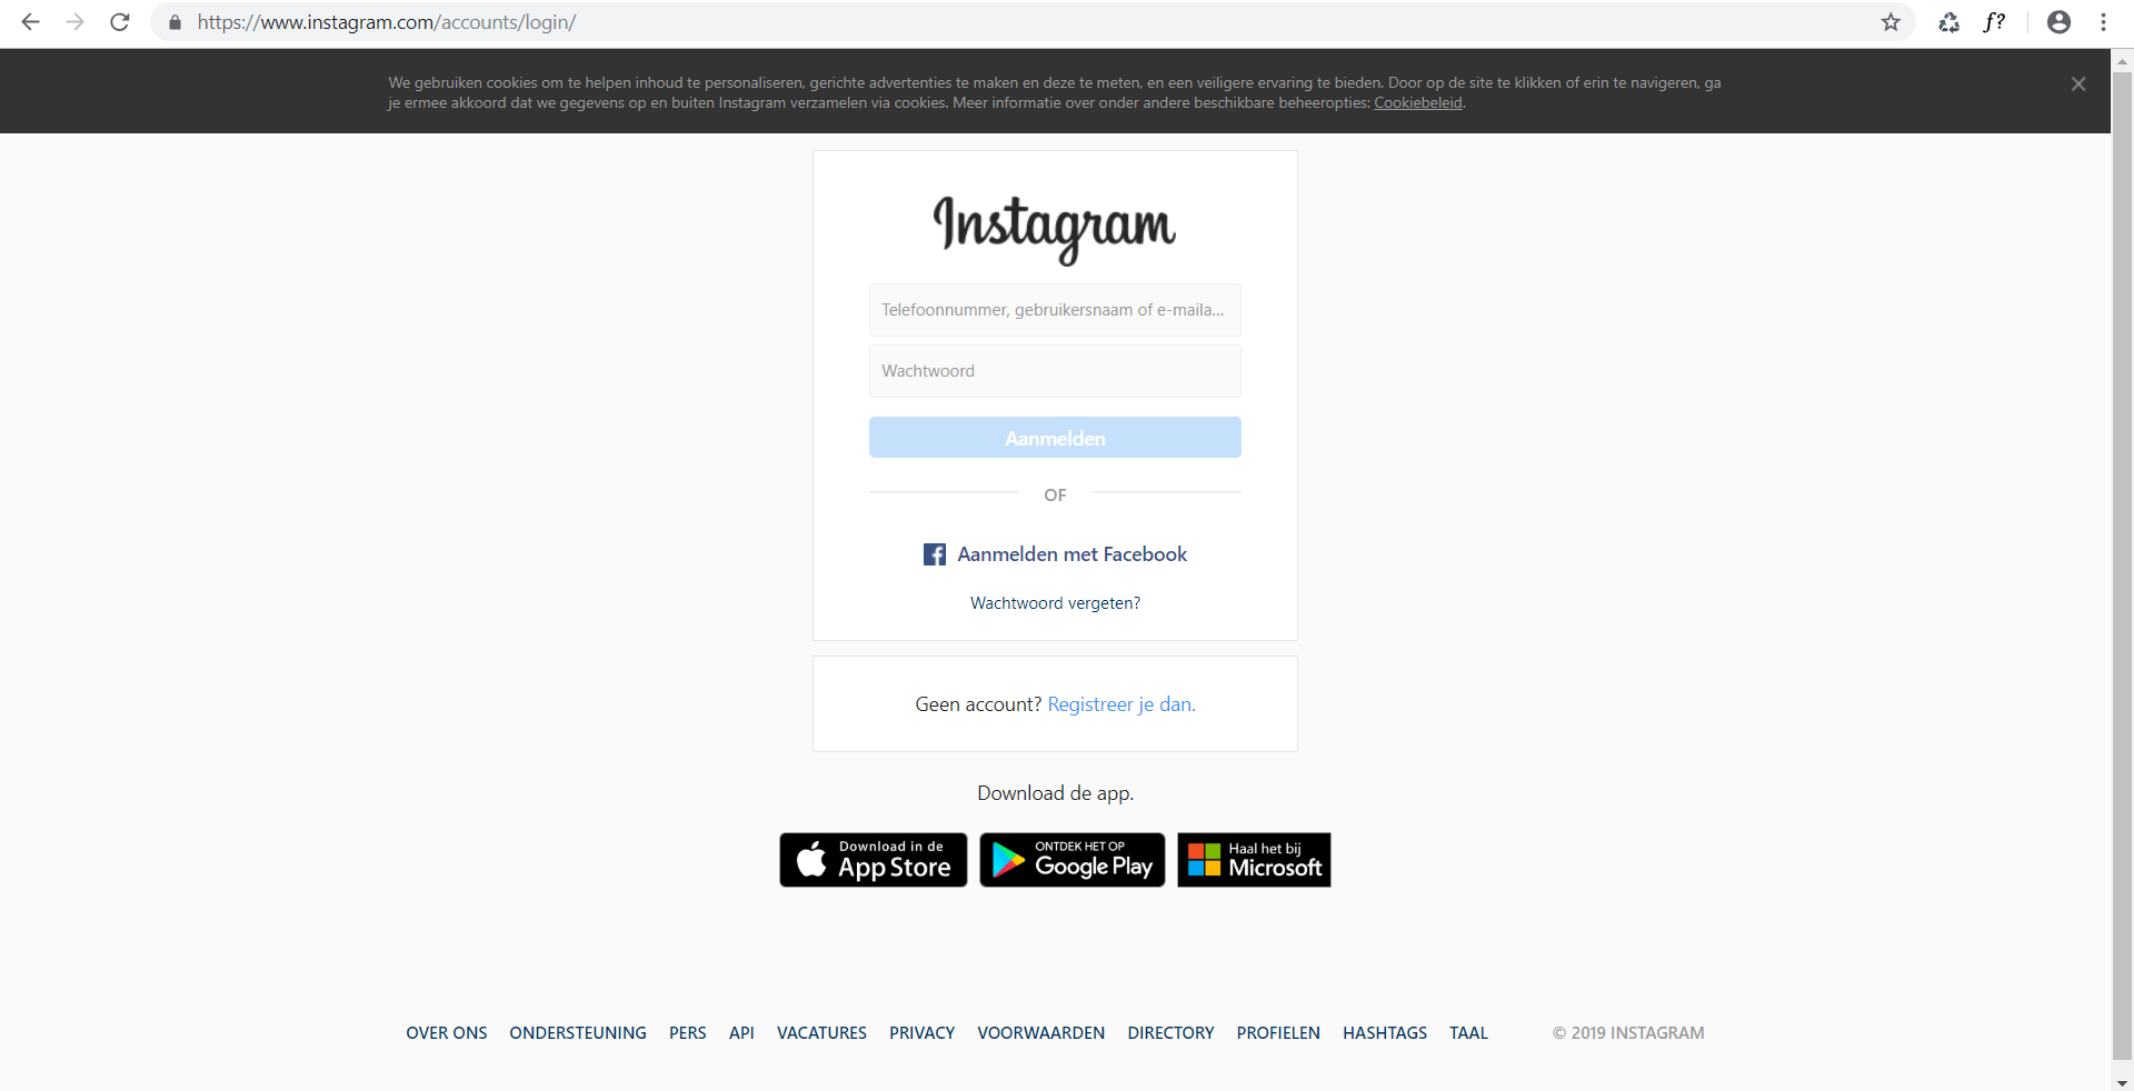 https://www.instagram.com/accounts/login/
f?
We gebruiken cookies om te helpen inhoud te personaliseren, gerichte advertenties te maken en deze te meten, en een veiligere ervaring te bieden. Door op de site te klikken of erin te navigeren, ga
je ermee akkoord dat we gegevens op en buiten Instagram verzamelen via cookies. Meer informatie over onder andere beschikbare beheeropties: Cookiebeleid.
Instagram
Telefoonnummer, gebruikersnaam of e-maila...
Wachtwoord
Aanmelden
OF
Aanmelden met Facebook
Wachtwoord vergeten?
Geen account? Registreer je dan.
Download de app.
Download in de
App Store
ONTDEK HET OP
Google Play
Haal het bij
Microsoft
OVER ONS ONDERSTEUNING PERS API VACATURES PRIVACY VOORWAARDEN DIRECTORY PROFIELEN HASHTAGS TAAL © 2019 INSTAGRAM